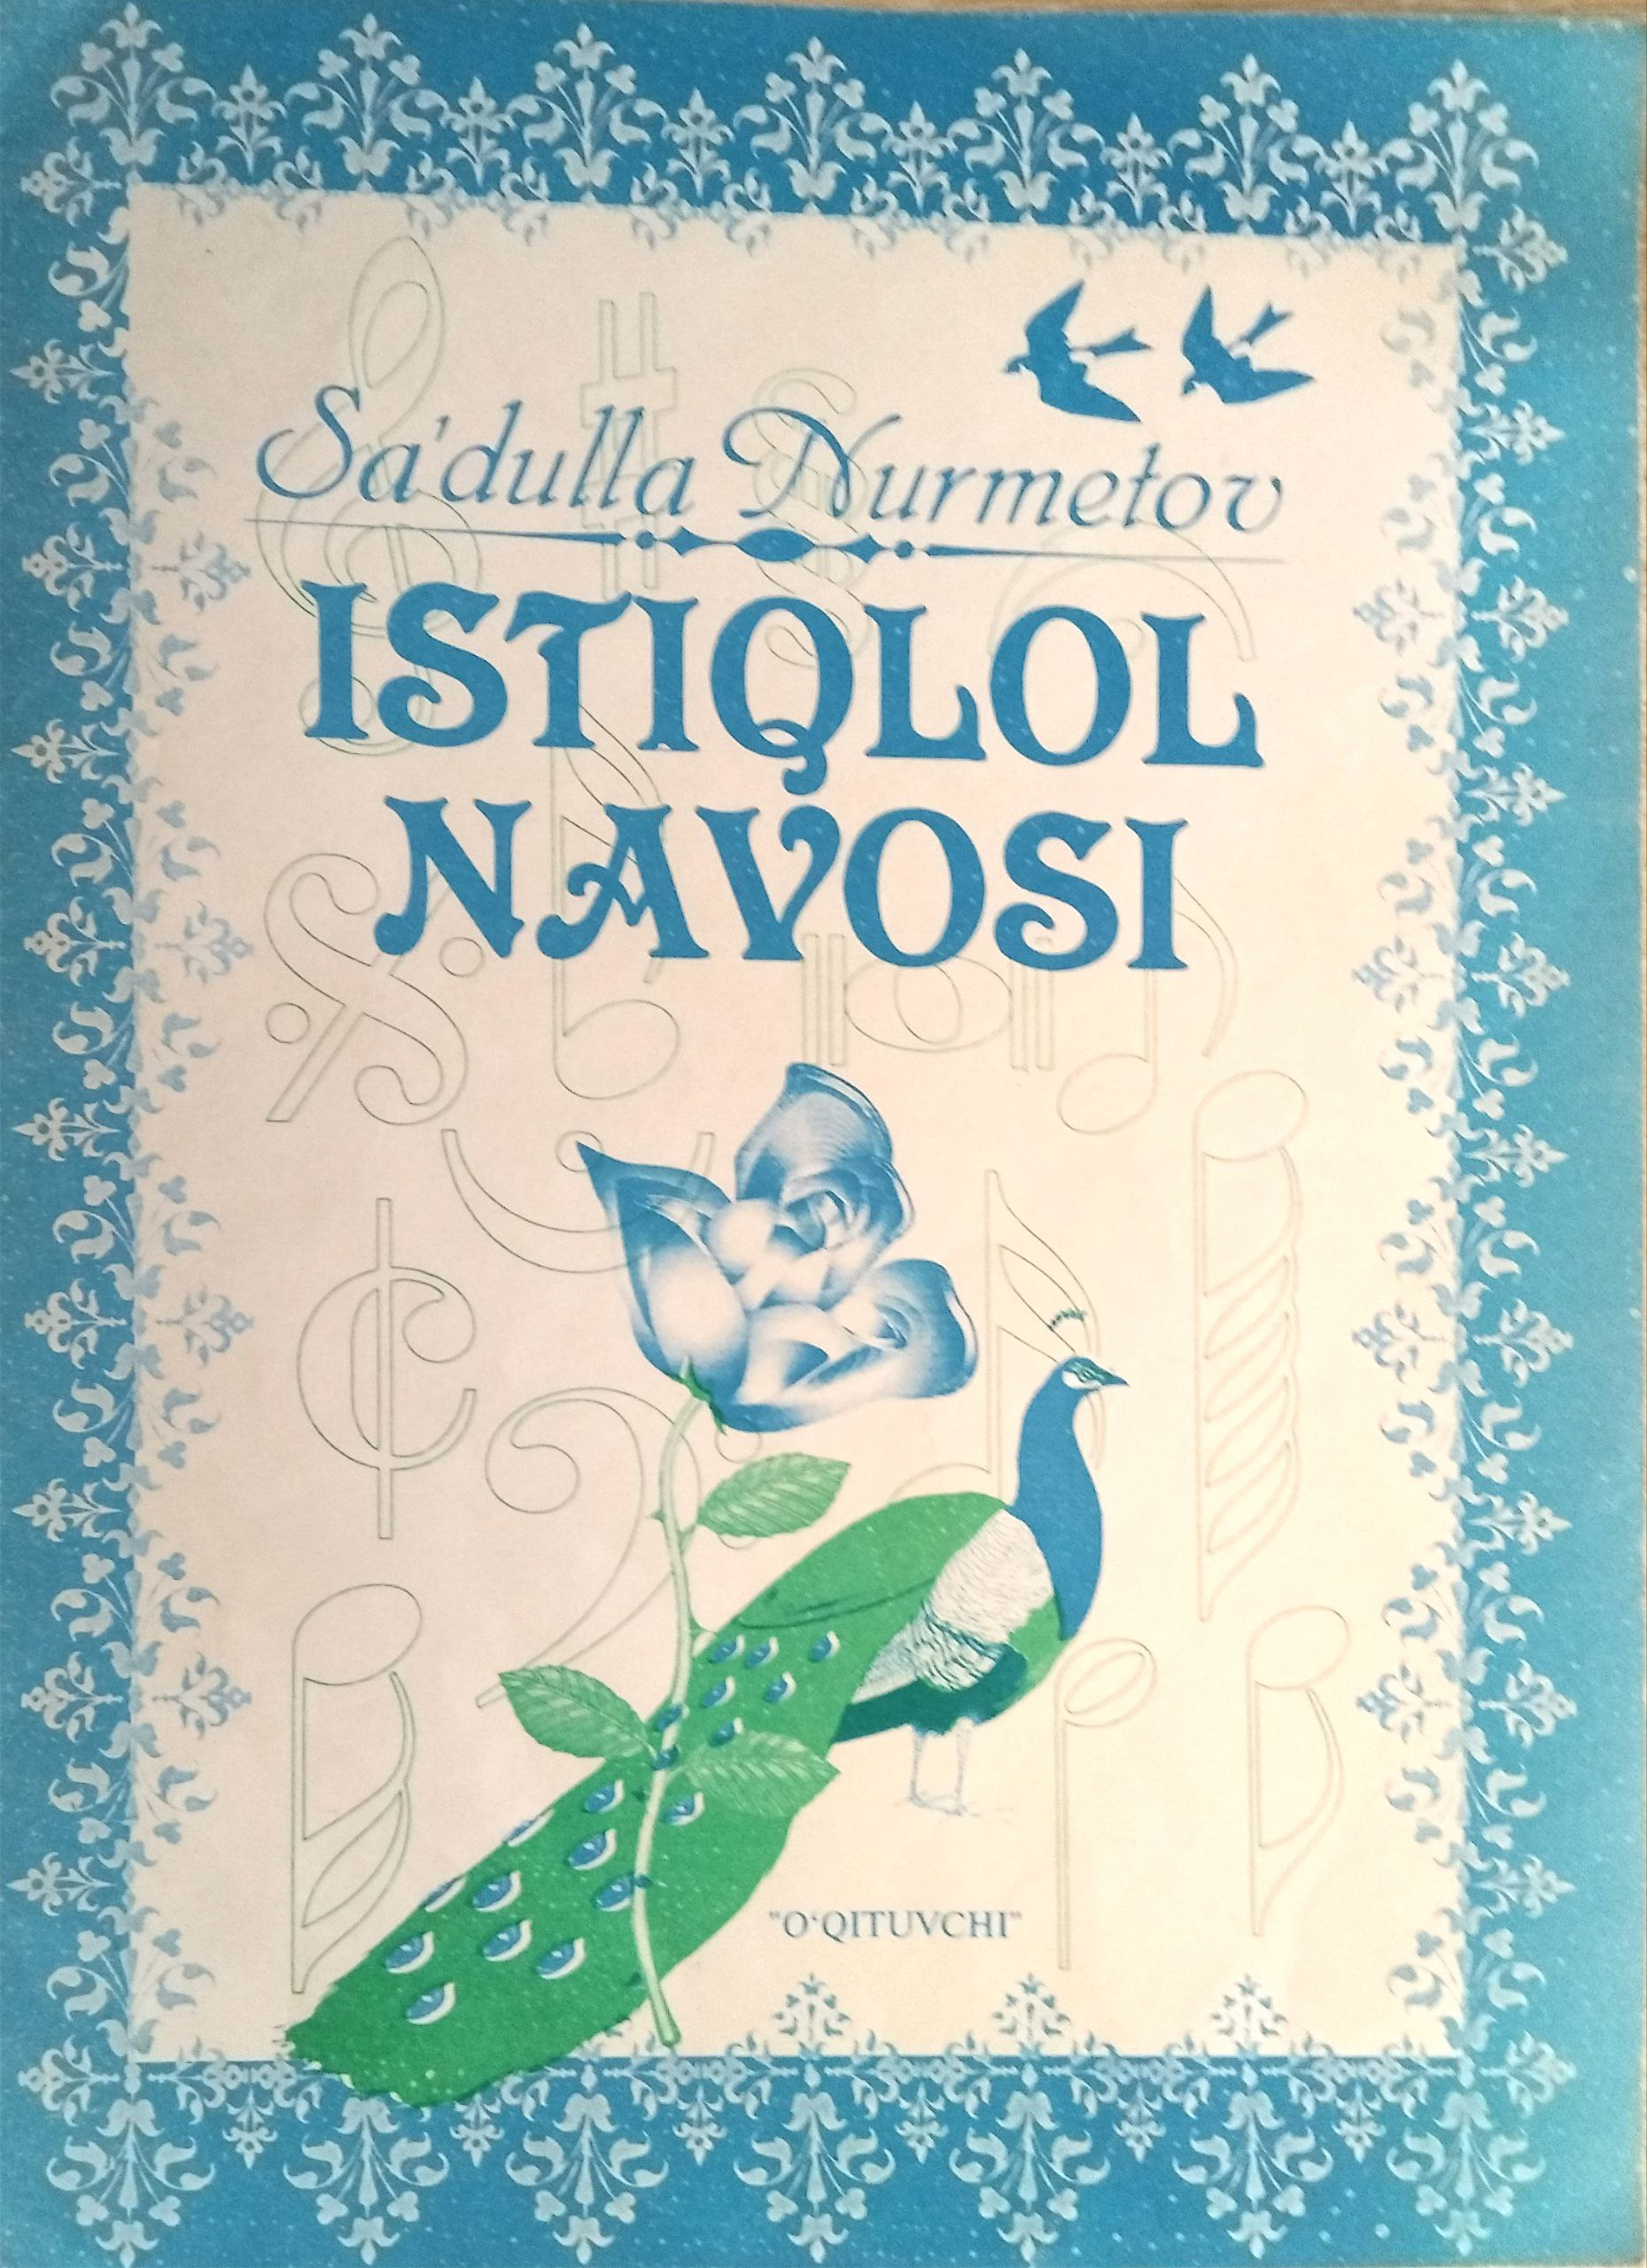 Sa'dulla Nurmetov
ISTIQLOL
NAVOSI
"O‘QITUVCHI"